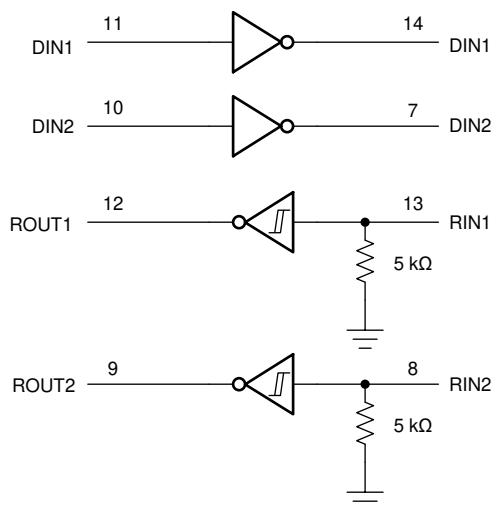 DIN1 11 14 DIN1
DIN2 10 7 DIN2
ROUT1 12 13 RIN1
5 kΩ
ROUT2 9 8 RIN2
5 kΩ